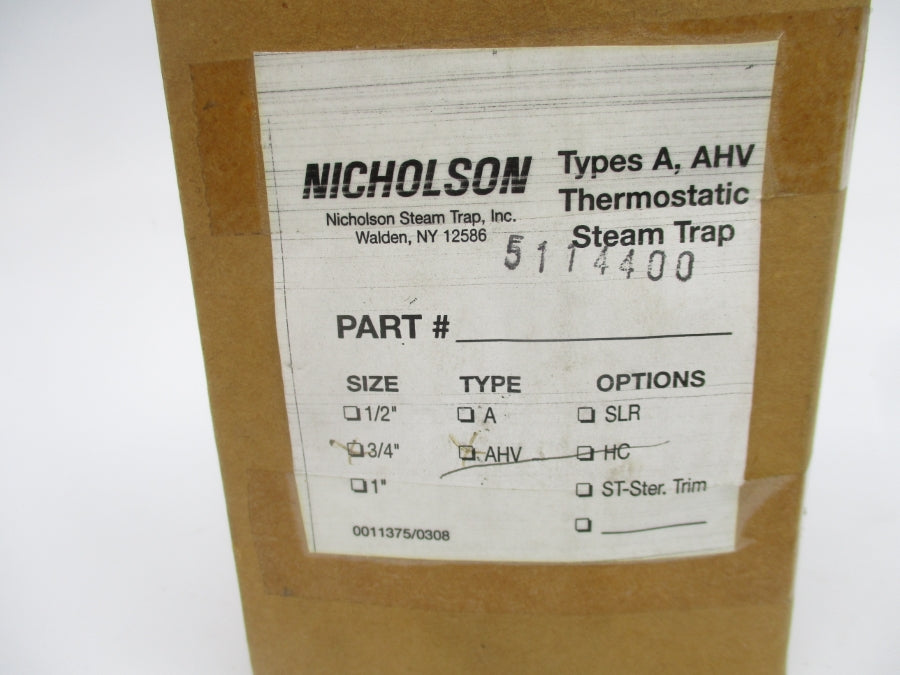 NICHOLSON
Nicholson Steam Trap, Inc.
Walden, NY 12586
Types A, AHV
Thermostatic
Steam Trap
5114400
PART #
SIZE TYPE OPTIONS
1/2" A SLR
3/4" AHV HC
1" ST-Ster. Trim
0011375/0308